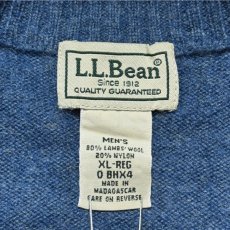 L.L.Bean
Since 1912
QUALITY GUARANTEED
MEN'S
80% LAMBS' WOOL
20% NYLON
XL-REG
0 BHX4
MADE IN
MADAGASCAR
CARE ON REVERSE